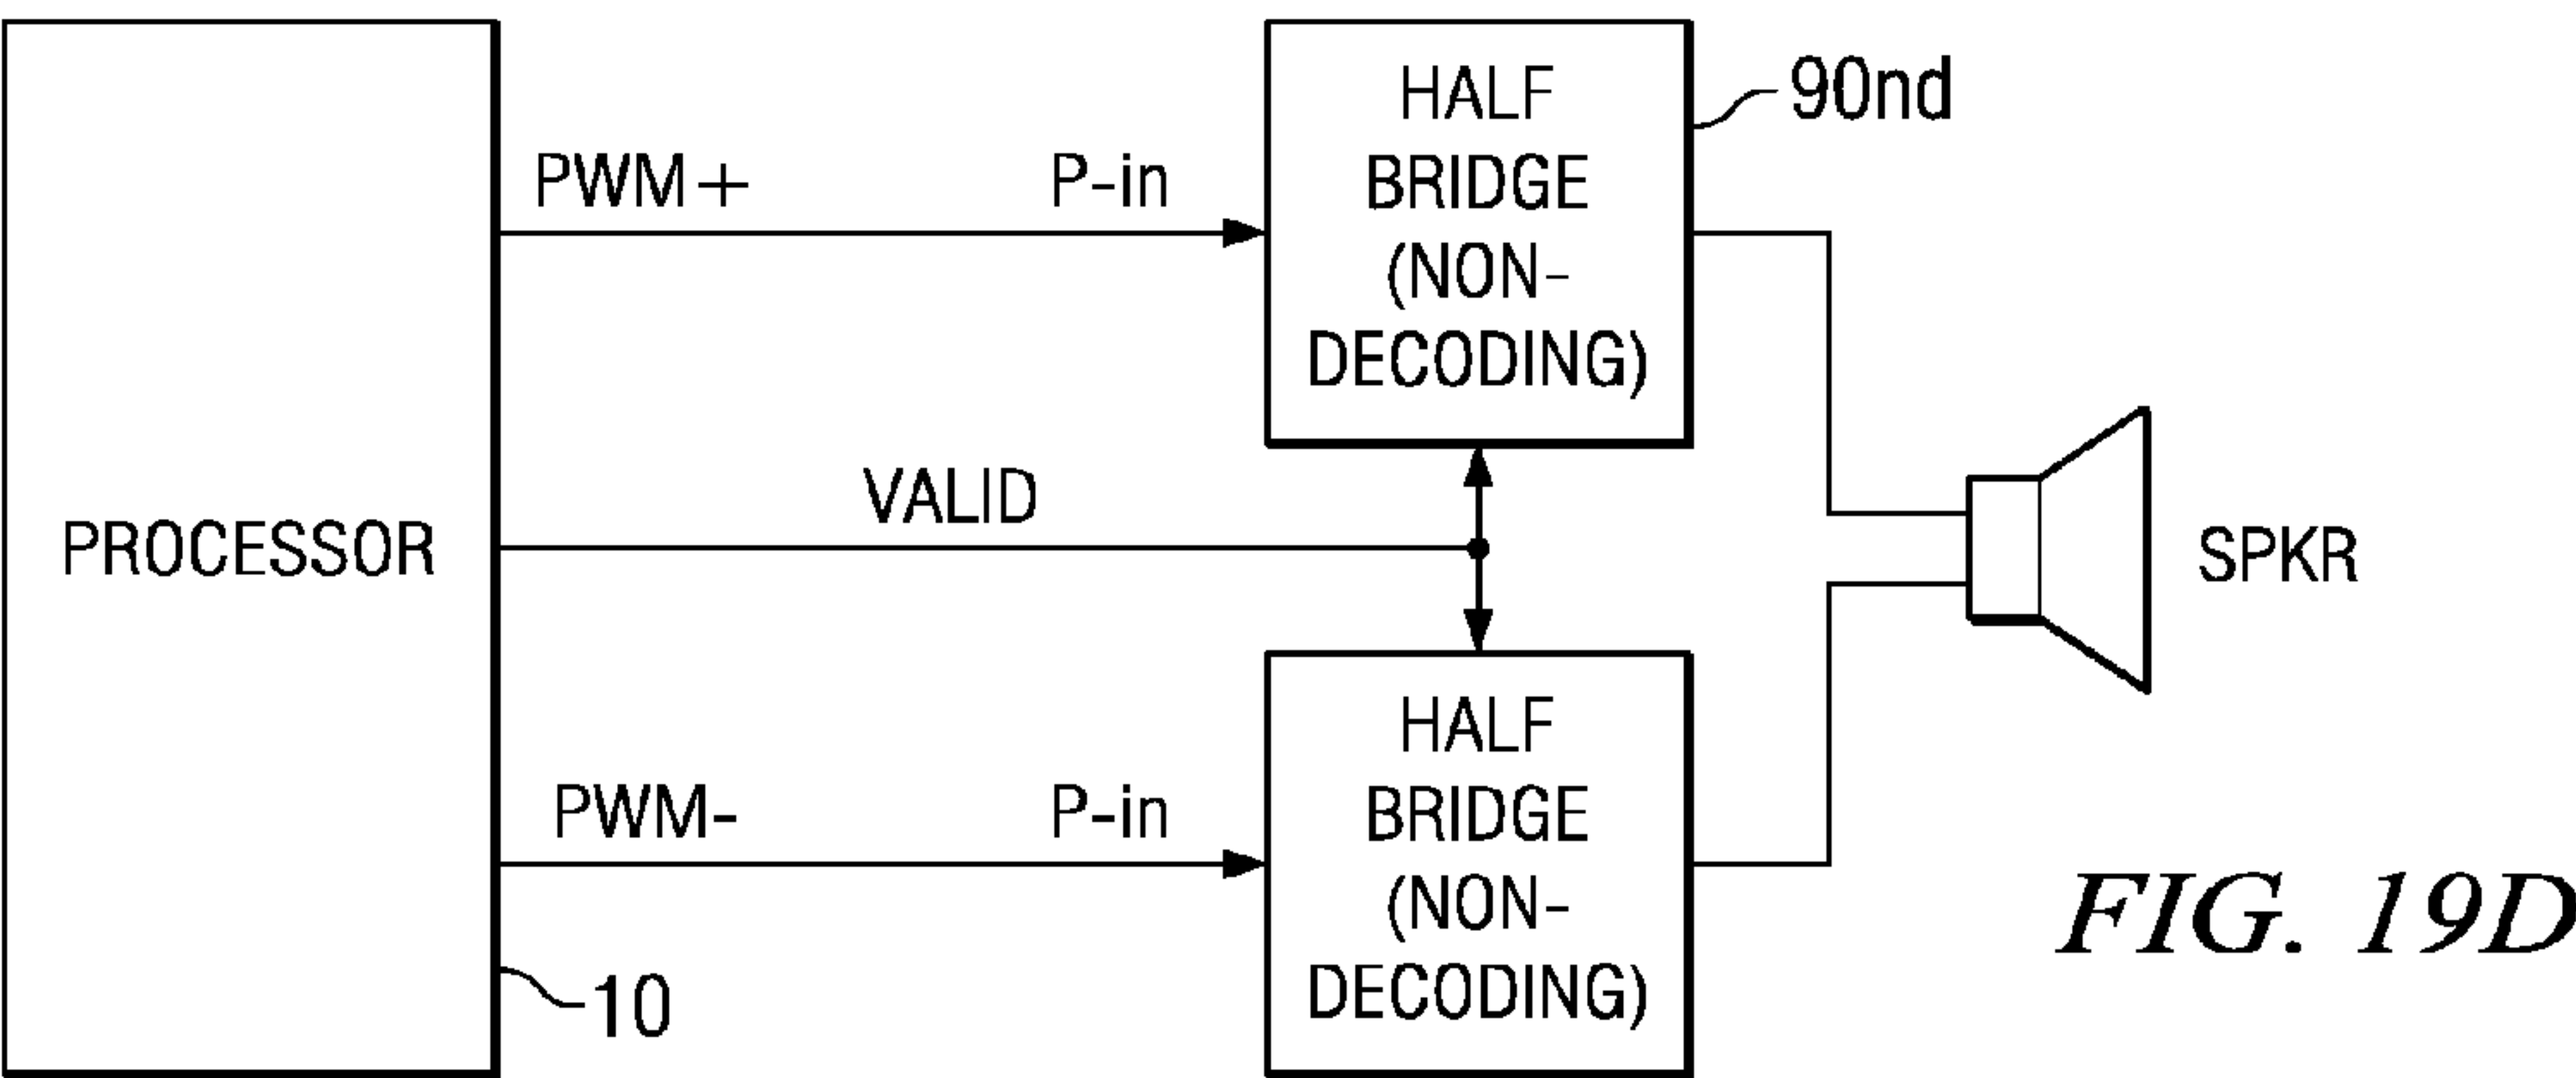 HALF
BRIDGE
(NON-
DECODING)
90nd
PWM+
P-in
VALID
PROCESSOR
SPKR
HALF
BRIDGE
(NON-
DECODING)
PWM-
P-in
10
FIG. 19D